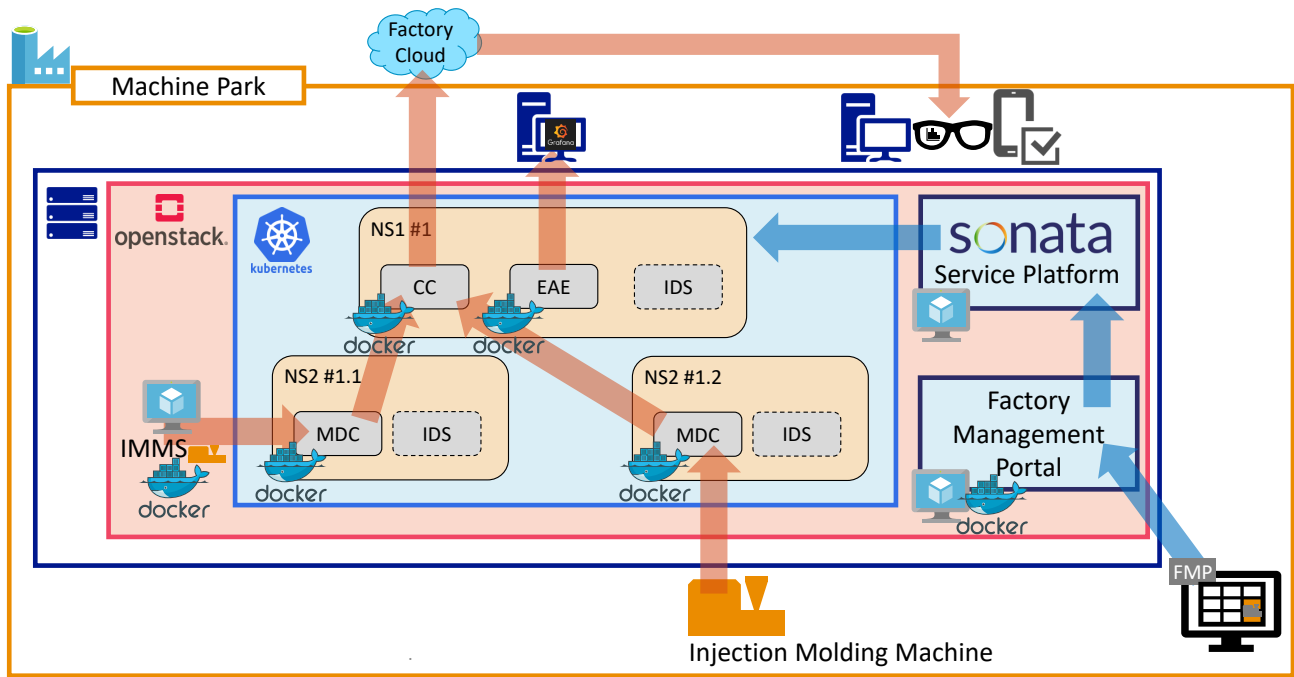 Factory
Cloud
Machine Park
Grafana
openstack.
kubernetes
NS1 #1
CC
EAE
IDS
docker
docker
sonata
Service Platform
NS2 #1.1
MDC
IDS
docker
NS2 #1.2
MDC
IDS
docker
IMMS
docker
Factory
Management
Portal
docker
FMP
Injection Molding Machine